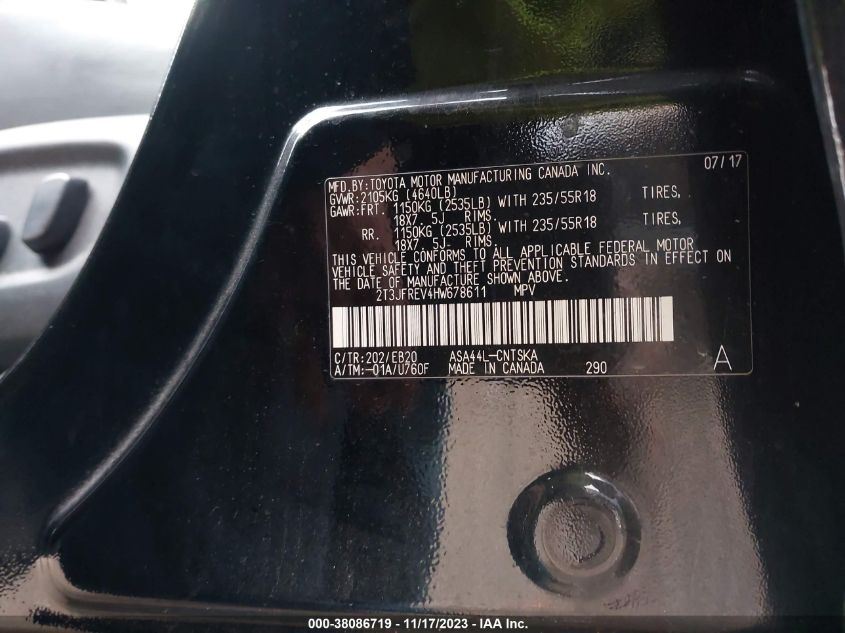 07/17
MFD.BY:TOYOTA MOTOR MANUFACTURING CANADA INC.
GVWR:2105KG (4640LB)
GAWR:FRT. 1150KG (2535LB) WITH 235/55R18 TIRES,
18X7.5J RIMS.
RR. 1150KG (2535LB) WITH 235/55R18 TIRES,
18X7.5J- RIMS.
THIS VEHICLE CONFORMS TO ALL APPLICABLE FEDERAL MOTOR
VEHICLE SAFETY AND THEFT PREVENTION STANDARDS IN EFFECT ON
THE DATE OF MANUFACTURE SHOWN ABOVE.
2T3JFREV4HW678611 MPV
C/TR:202/EB20 ASA44L-CNTSKA
A/TM:-01A/U760F MADE IN CANADA 290 A
000-38086719 - 11/17/2023 - IAA Inc.